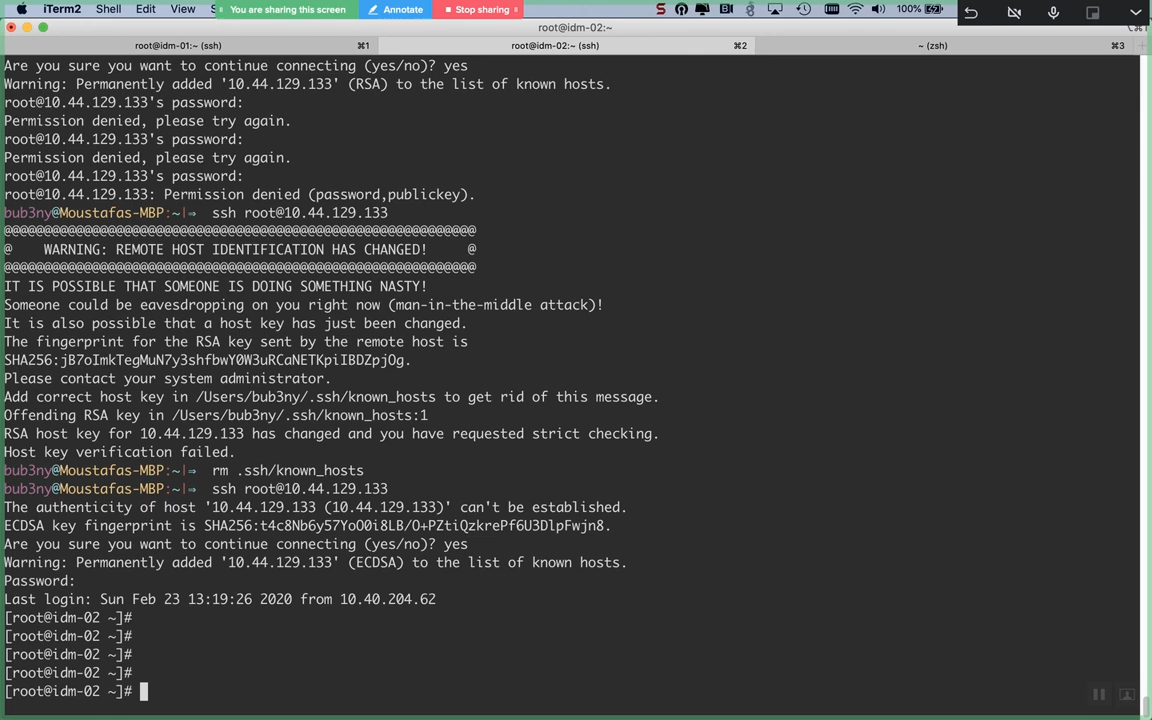 iTerm2 Shell Edit View S You are sharing this screen Annotate Stop sharing S 100%
root@idm-02:~
root@idm-01:~ (ssh) ⌘1 root@idm-02:~ (ssh) ⌘2 ~ (zsh) ⌘3
Are you sure you want to continue connecting (yes/no)? yes
Warning: Permanently added '10.44.129.133' (RSA) to the list of known hosts.
root@10.44.129.133's password:
Permission denied, please try again.
root@10.44.129.133's password:
Permission denied, please try again.
root@10.44.129.133's password:
root@10.44.129.133: Permission denied (password,publickey).
bub3ny@Moustafas-MBP:~|⇒ ssh root@10.44.129.133
@@@@@@@@@@@@@@@@@@@@@@@@@@@@@@@@@@@@@@@@@@@@@@@@@@@@@@@@@@@
@ WARNING: REMOTE HOST IDENTIFICATION HAS CHANGED! @
@@@@@@@@@@@@@@@@@@@@@@@@@@@@@@@@@@@@@@@@@@@@@@@@@@@@@@@@@@@
IT IS POSSIBLE THAT SOMEONE IS DOING SOMETHING NASTY!
Someone could be eavesdropping on you right now (man-in-the-middle attack)!
It is also possible that a host key has just been changed.
The fingerprint for the RSA key sent by the remote host is
SHA256:jB7oImkTegMuN7y3shfbwY0W3uRCaNETKpiIBDZpjOg.
Please contact your system administrator.
Add correct host key in /Users/bub3ny/.ssh/known_hosts to get rid of this message.
Offending RSA key in /Users/bub3ny/.ssh/known_hosts:1
RSA host key for 10.44.129.133 has changed and you have requested strict checking.
Host key verification failed.
bub3ny@Moustafas-MBP:~|⇒ rm .ssh/known_hosts
bub3ny@Moustafas-MBP:~|⇒ ssh root@10.44.129.133
The authenticity of host '10.44.129.133 (10.44.129.133)' can't be established.
ECDSA key fingerprint is SHA256:t4c8Nb6y57YoO0i8LB/O+PZtiQzkrePf6U3DlpFwjn8.
Are you sure you want to continue connecting (yes/no)? yes
Warning: Permanently added '10.44.129.133' (ECDSA) to the list of known hosts.
Password:
Last login: Sun Feb 23 13:19:26 2020 from 10.40.204.62
[root@idm-02 ~]#
[root@idm-02 ~]#
[root@idm-02 ~]#
[root@idm-02 ~]#
[root@idm-02 ~]#